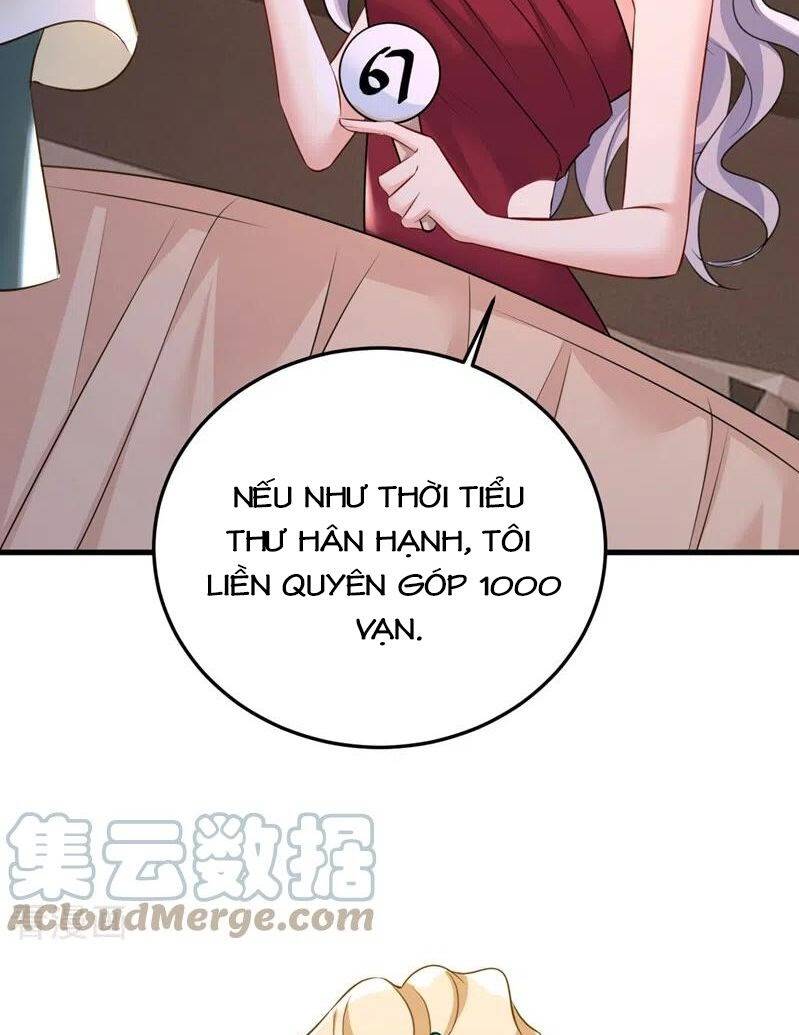 67
NẾU NHƯ THỜI TIỂU
THƯ HÂN HẠNH, TÔI
LIỀN QUYÊN GÓP 1000
VẠN.
集云数据
ACloudMerge.com